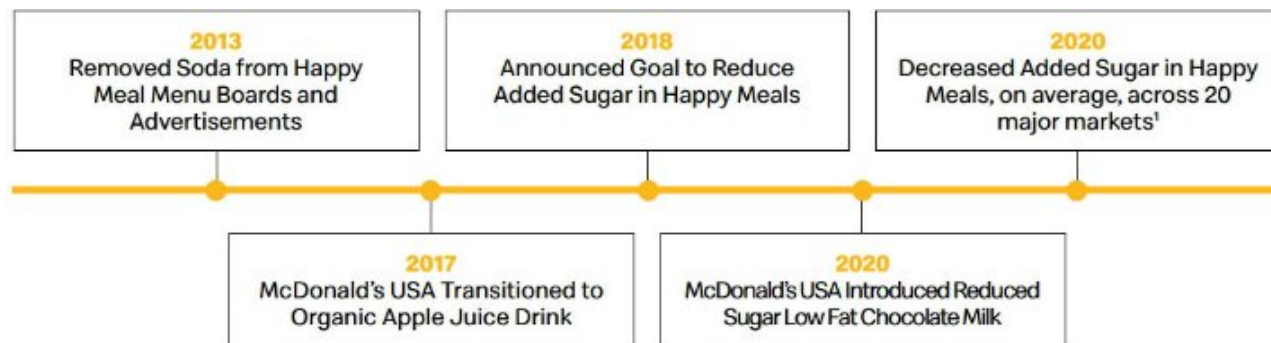 2013
Removed Soda from Happy
Meal Menu Boards and
Advertisements
2017
McDonald's USA Transitioned to
Organic Apple Juice Drink
2018
Announced Goal to Reduce
Added Sugar in Happy Meals
2020
McDonald's USA Introduced Reduced
Sugar Low Fat Chocolate Milk
2020
Decreased Added Sugar in Happy
Meals, on average, across 20
major markets¹